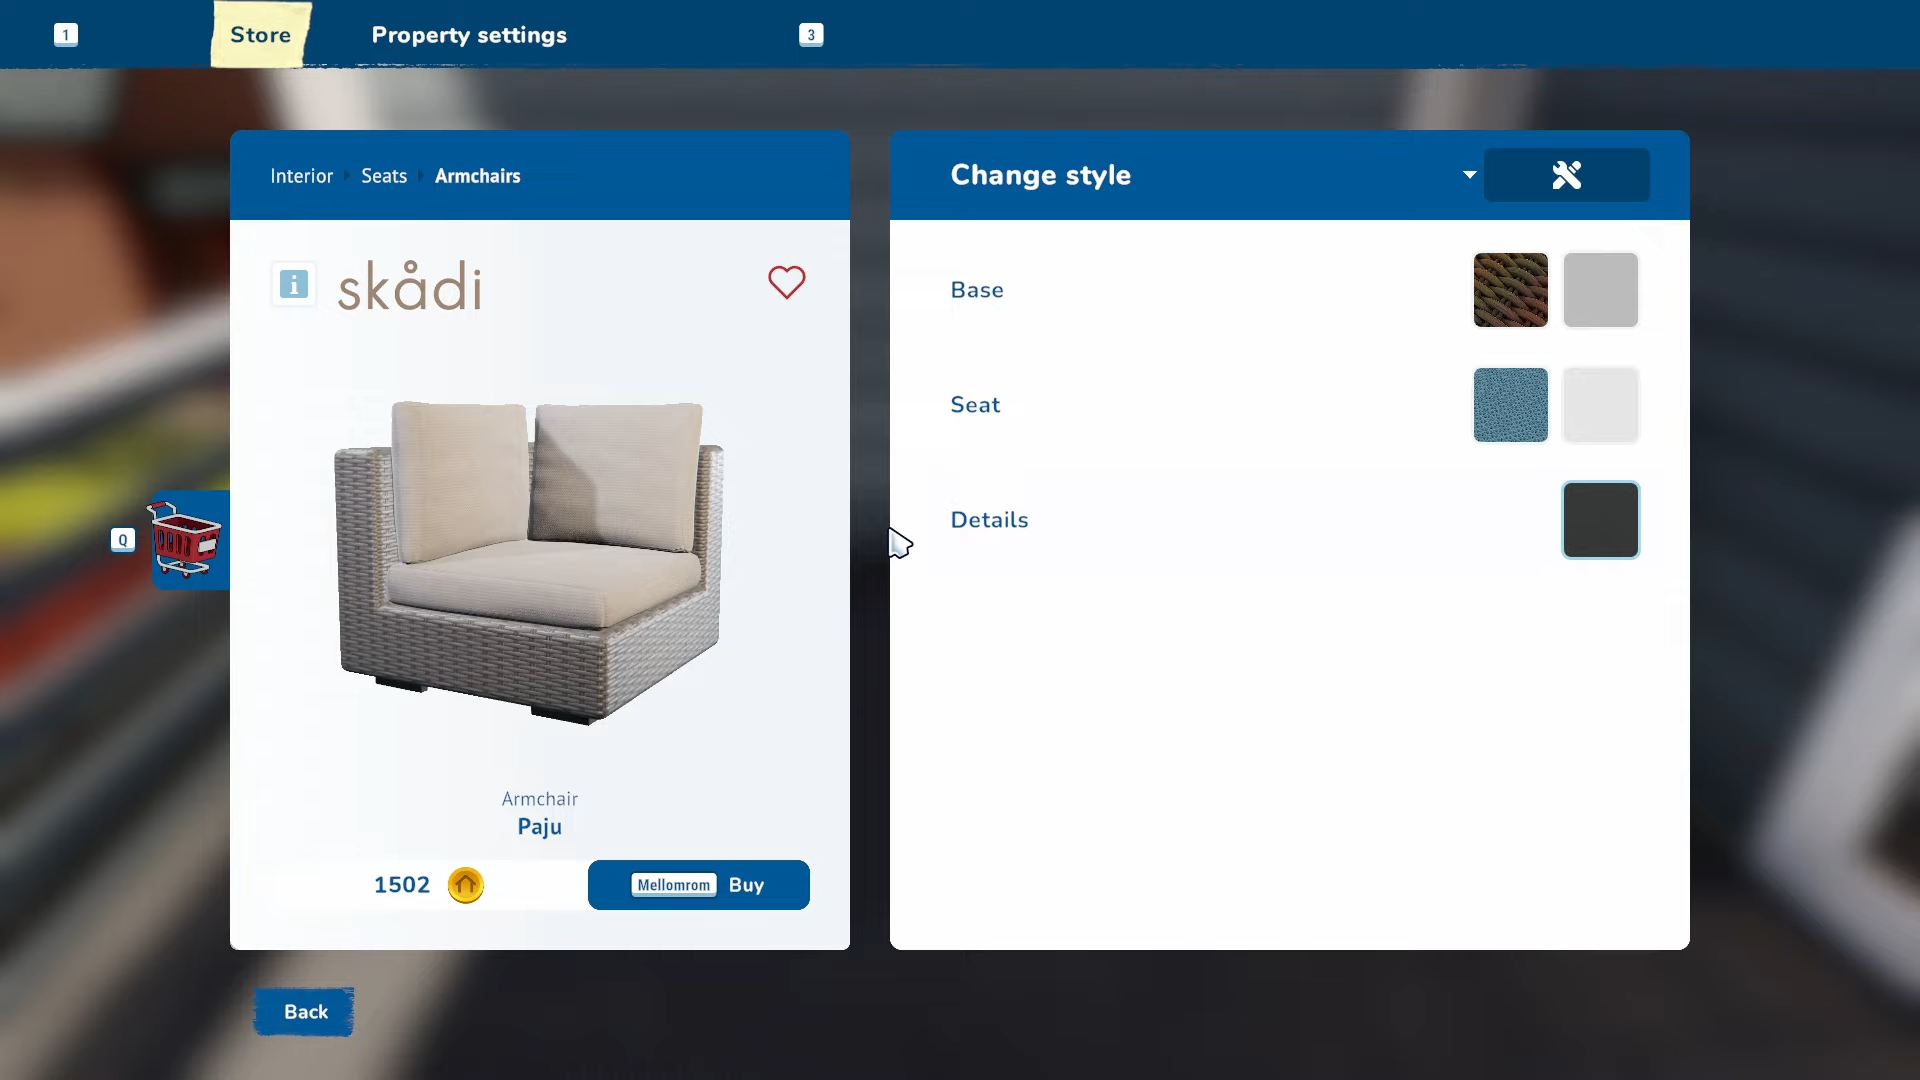 1
Store
Property settings
3
Interior Seats Armchairs
Change style
i
skådi
Base
Seat
Q
Details
Armchair
Paju
1502
Mellomrom Buy
Back